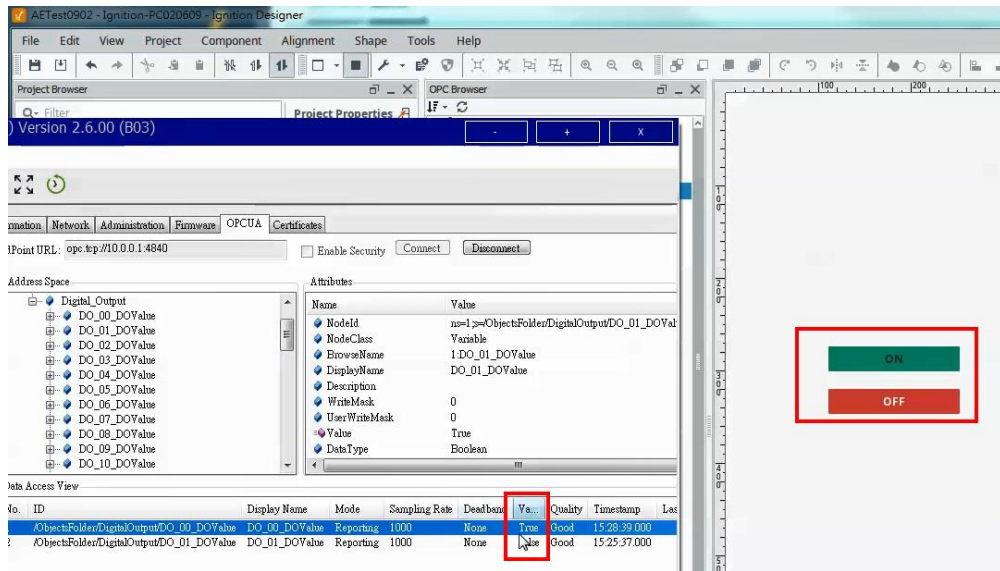 AETest0902 - Ignition-PC020609 - Ignition Designer
File Edit View Project Component Alignment Shape Tools Help
Project Browser
OPC Browser
Filter
Project Properties
100
200
) Version 2.6.00 (B03)
- + X
rmation Network Administration Firmware OPCUA Certificates
dPoint URL: opc.tcp://10.0.0.1:4840
Enable Security
Connect
Disconnect
Address Space
Digital_Output
DO_00_DOValue
DO_01_DOValue
DO_02_DOValue
DO_03_DOValue
DO_04_DOValue
DO_05_DOValue
DO_06_DOValue
DO_07_DOValue
DO_08_DOValue
DO_09_DOValue
DO_10_DOValue
Attributes
Name Value
NodeId ns=1;s=/ObjectsFolder/DigitalOutput/DO_01_DOVal
NodeClass Variable
BrowseName 1:DO_01_DOValue
DisplayName DO_01_DOValue
Description
WriteMask 0
UserWriteMask 0
Value True
DataType Boolean
ON
OFF
Data Access View
No. ID Display Name Mode Sampling Rate Deadband Va... Quality Timestamp Las
/ObjectsFolder/DigitalOutput/DO_00_DOValue DO_00_DOValue Reporting 1000 None True Good 15:28:39.000
2 /ObjectsFolder/DigitalOutput/DO_01_DOValue DO_01_DOValue Reporting 1000 None Good 15:25:37.000